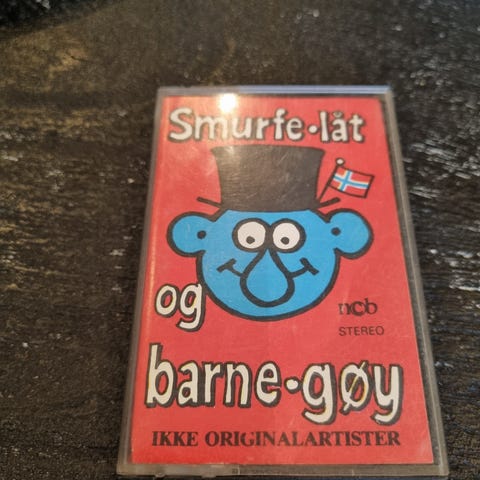 Smurfe·låt
og
ncb
STEREO
barne·gøy
IKKE ORIGINALARTISTER